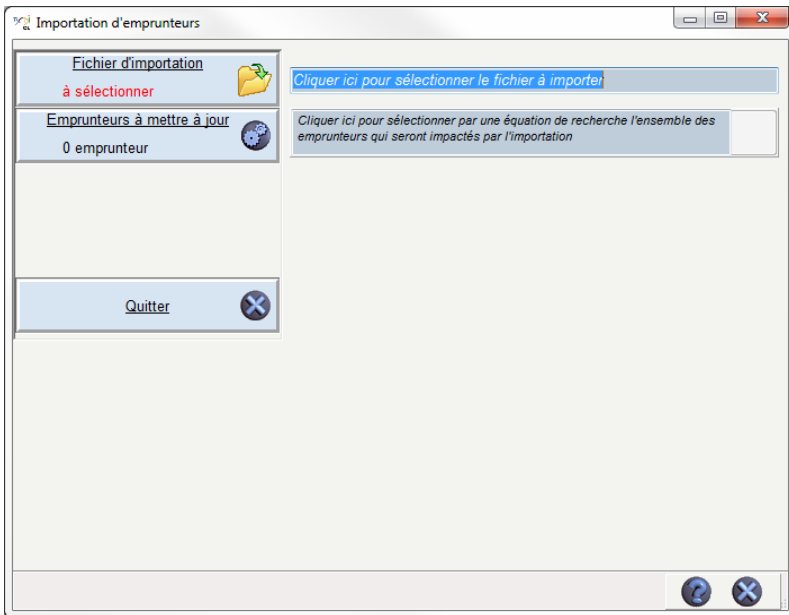 Importation d'emprunteurs
Fichier d'importation
à sélectionner
Cliquer ici pour sélectionner le fichier à importer
Emprunteurs à mettre à jour
0 emprunteur
Cliquer ici pour sélectionner par une équation de recherche l'ensemble des
emprunteurs qui seront impactés par l'importation
Quitter